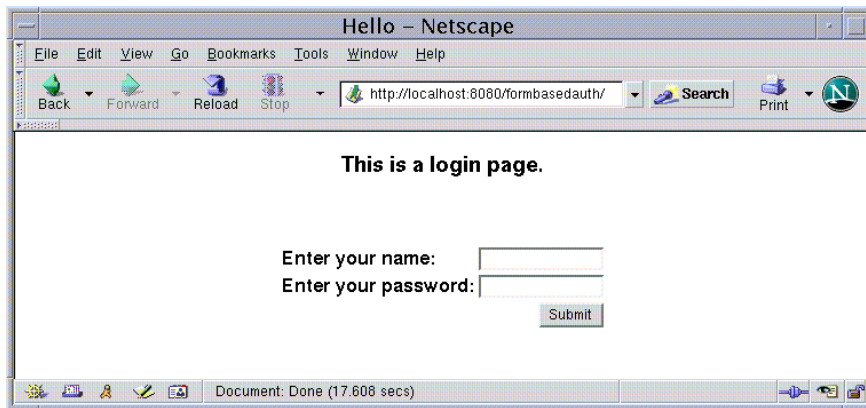 Hello – Netscape
File Edit View Go Bookmarks Tools Window Help
Back Forward Reload Stop http://localhost:8080/formbasedauth/ Search Print N
This is a login page.
Enter your name:
Enter your password:
Submit
Document: Done (17.608 secs)